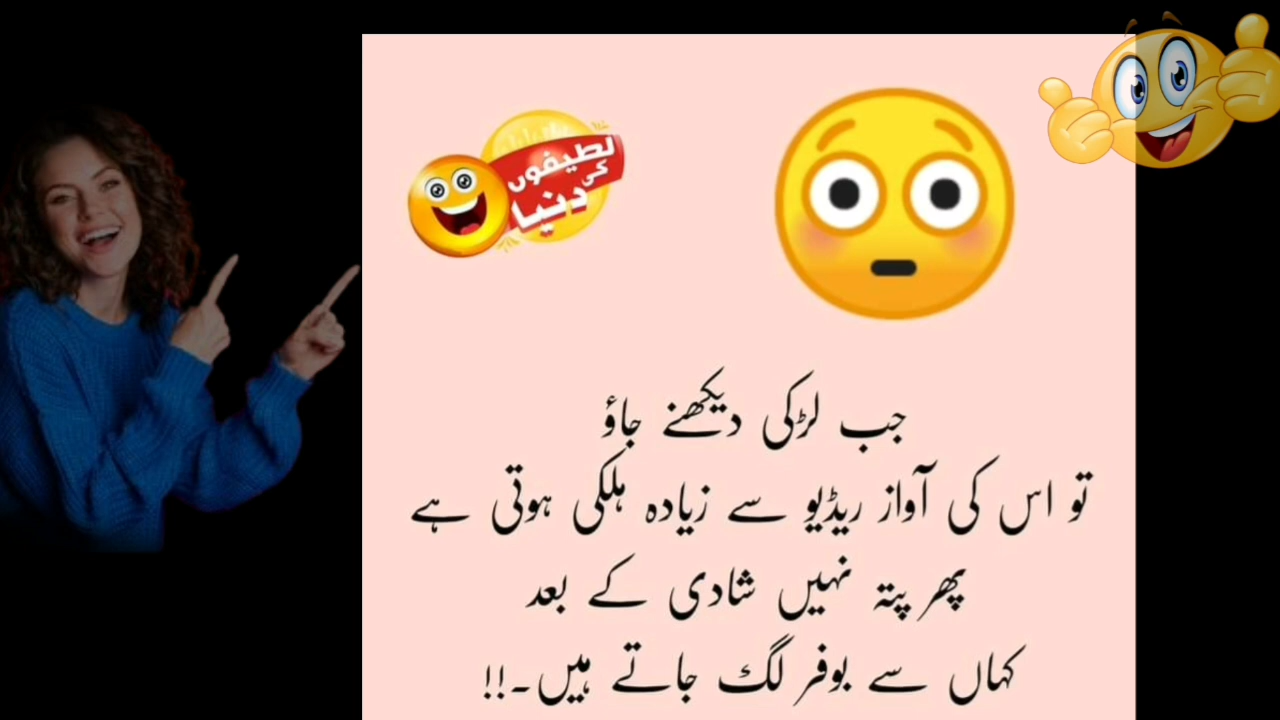 لطیفوں
کی
دنیا
جب لڑکی دیکھنے جاؤ
تو اس کی آواز ریڈیو سے زیادہ ہلکی ہوتی ہے
پھر پتہ نہیں شادی کے بعد
کہاں سے بوفر لگ جاتے ہیں۔!!